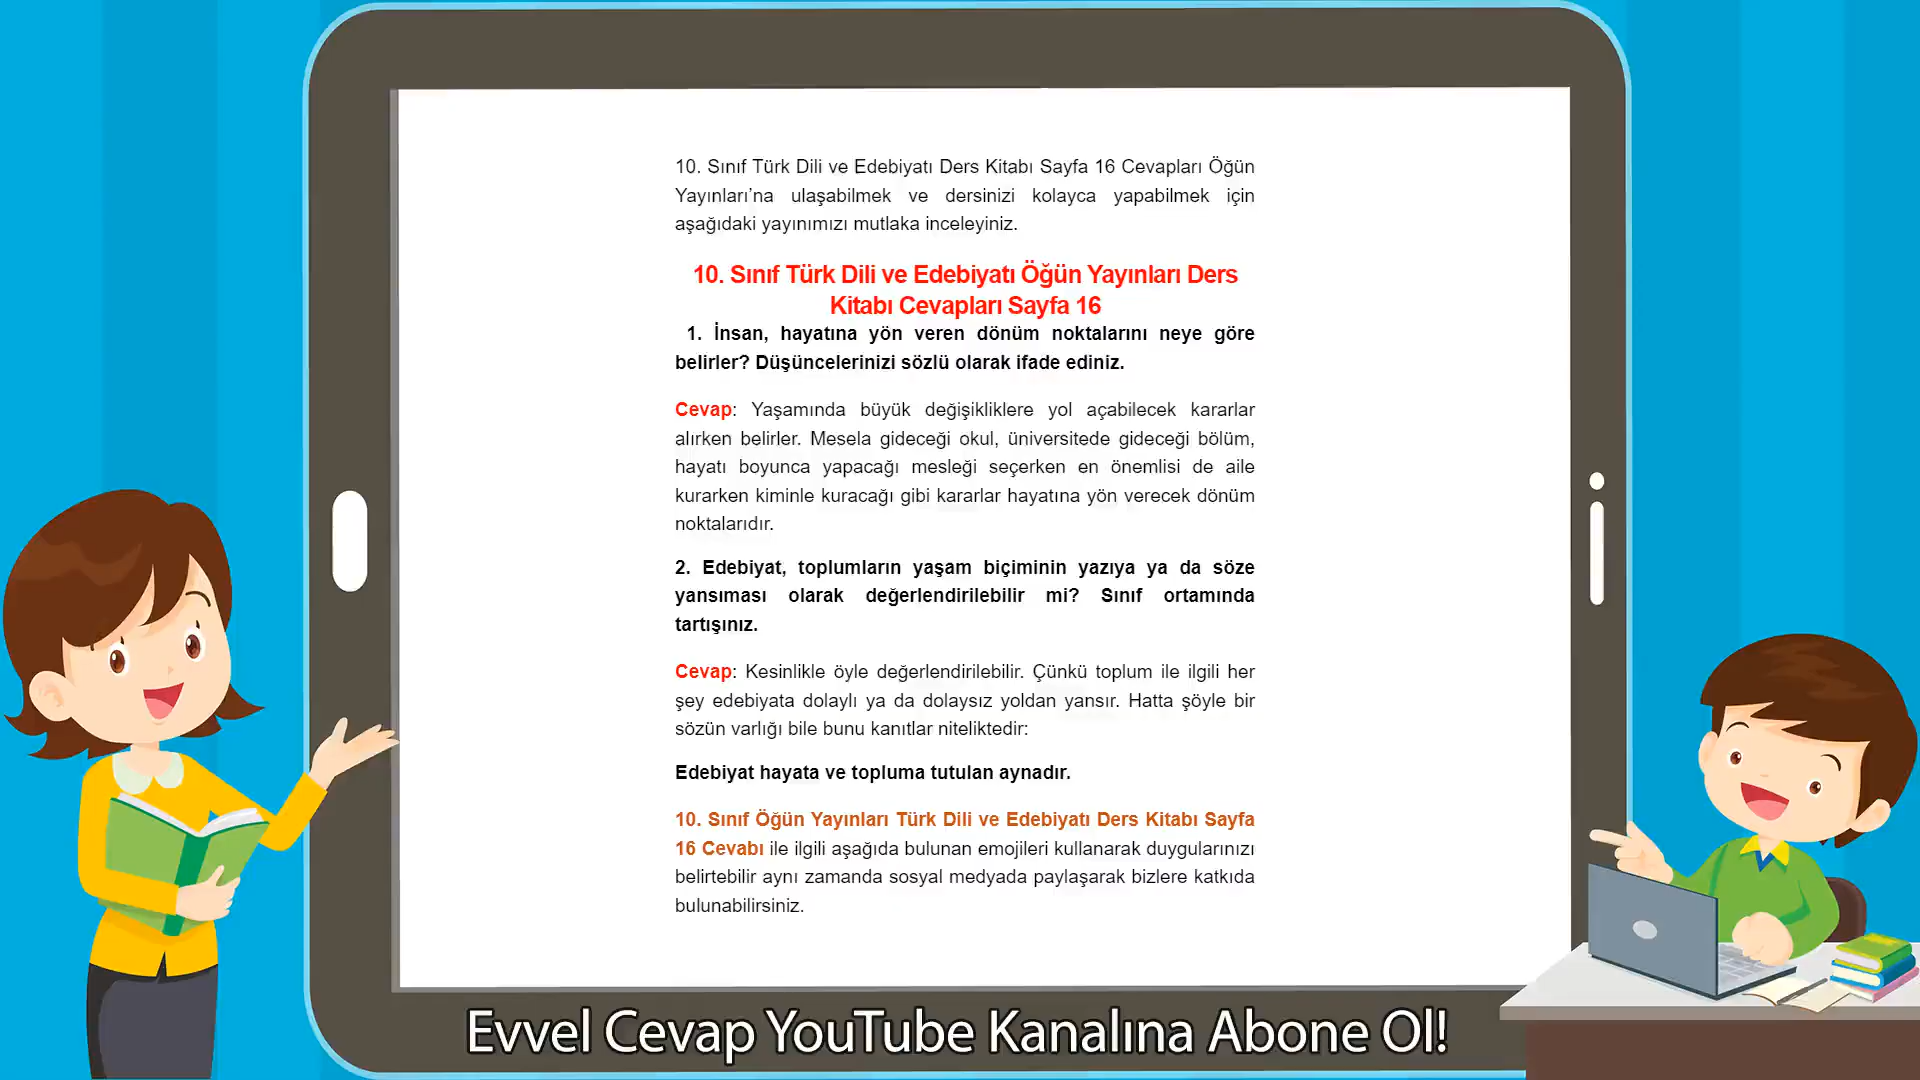 10. Sınıf Türk Dili ve Edebiyatı Ders Kitabı Sayfa 16 Cevapları Öğün
Yayınları’na ulaşabilmek ve dersinizi kolayca yapabilmek için
aşağıdaki yayınımızı mutlaka inceleyiniz.
10. Sınıf Türk Dili ve Edebiyatı Öğün Yayınları Ders
Kitabı Cevapları Sayfa 16
1. İnsan, hayatına yön veren dönüm noktalarını neye göre
belirler? Düşüncelerinizi sözlü olarak ifade ediniz.
Cevap: Yaşamında büyük değişikliklere yol açabilecek kararlar
alırken belirler. Mesela gideceği okul, üniversitede gideceği bölüm,
hayatı boyunca yapacağı mesleği seçerken en önemlisi de aile
kurarken kiminle kuracağı gibi kararlar hayatına yön verecek dönüm
noktalarıdır.
2. Edebiyat, toplumların yaşam biçiminin yazıya ya da söze
yansıması olarak değerlendirilebilir mi? Sınıf ortamında
tartışınız.
Cevap: Kesinlikle öyle değerlendirilebilir. Çünkü toplum ile ilgili her
şey edebiyata dolaylı ya da dolaysız yoldan yansır. Hatta şöyle bir
sözün varlığı bile bunu kanıtlar niteliktedir:
Edebiyat hayata ve topluma tutulan aynadır.
10. Sınıf Öğün Yayınları Türk Dili ve Edebiyatı Ders Kitabı Sayfa
16 Cevabı ile ilgili aşağıda bulunan emojileri kullanarak duygularınızı
belirtebilir aynı zamanda sosyal medyada paylaşarak bizlere katkıda
bulunabilirsiniz.
Evvel Cevap YouTube Kanalına Abone Ol!